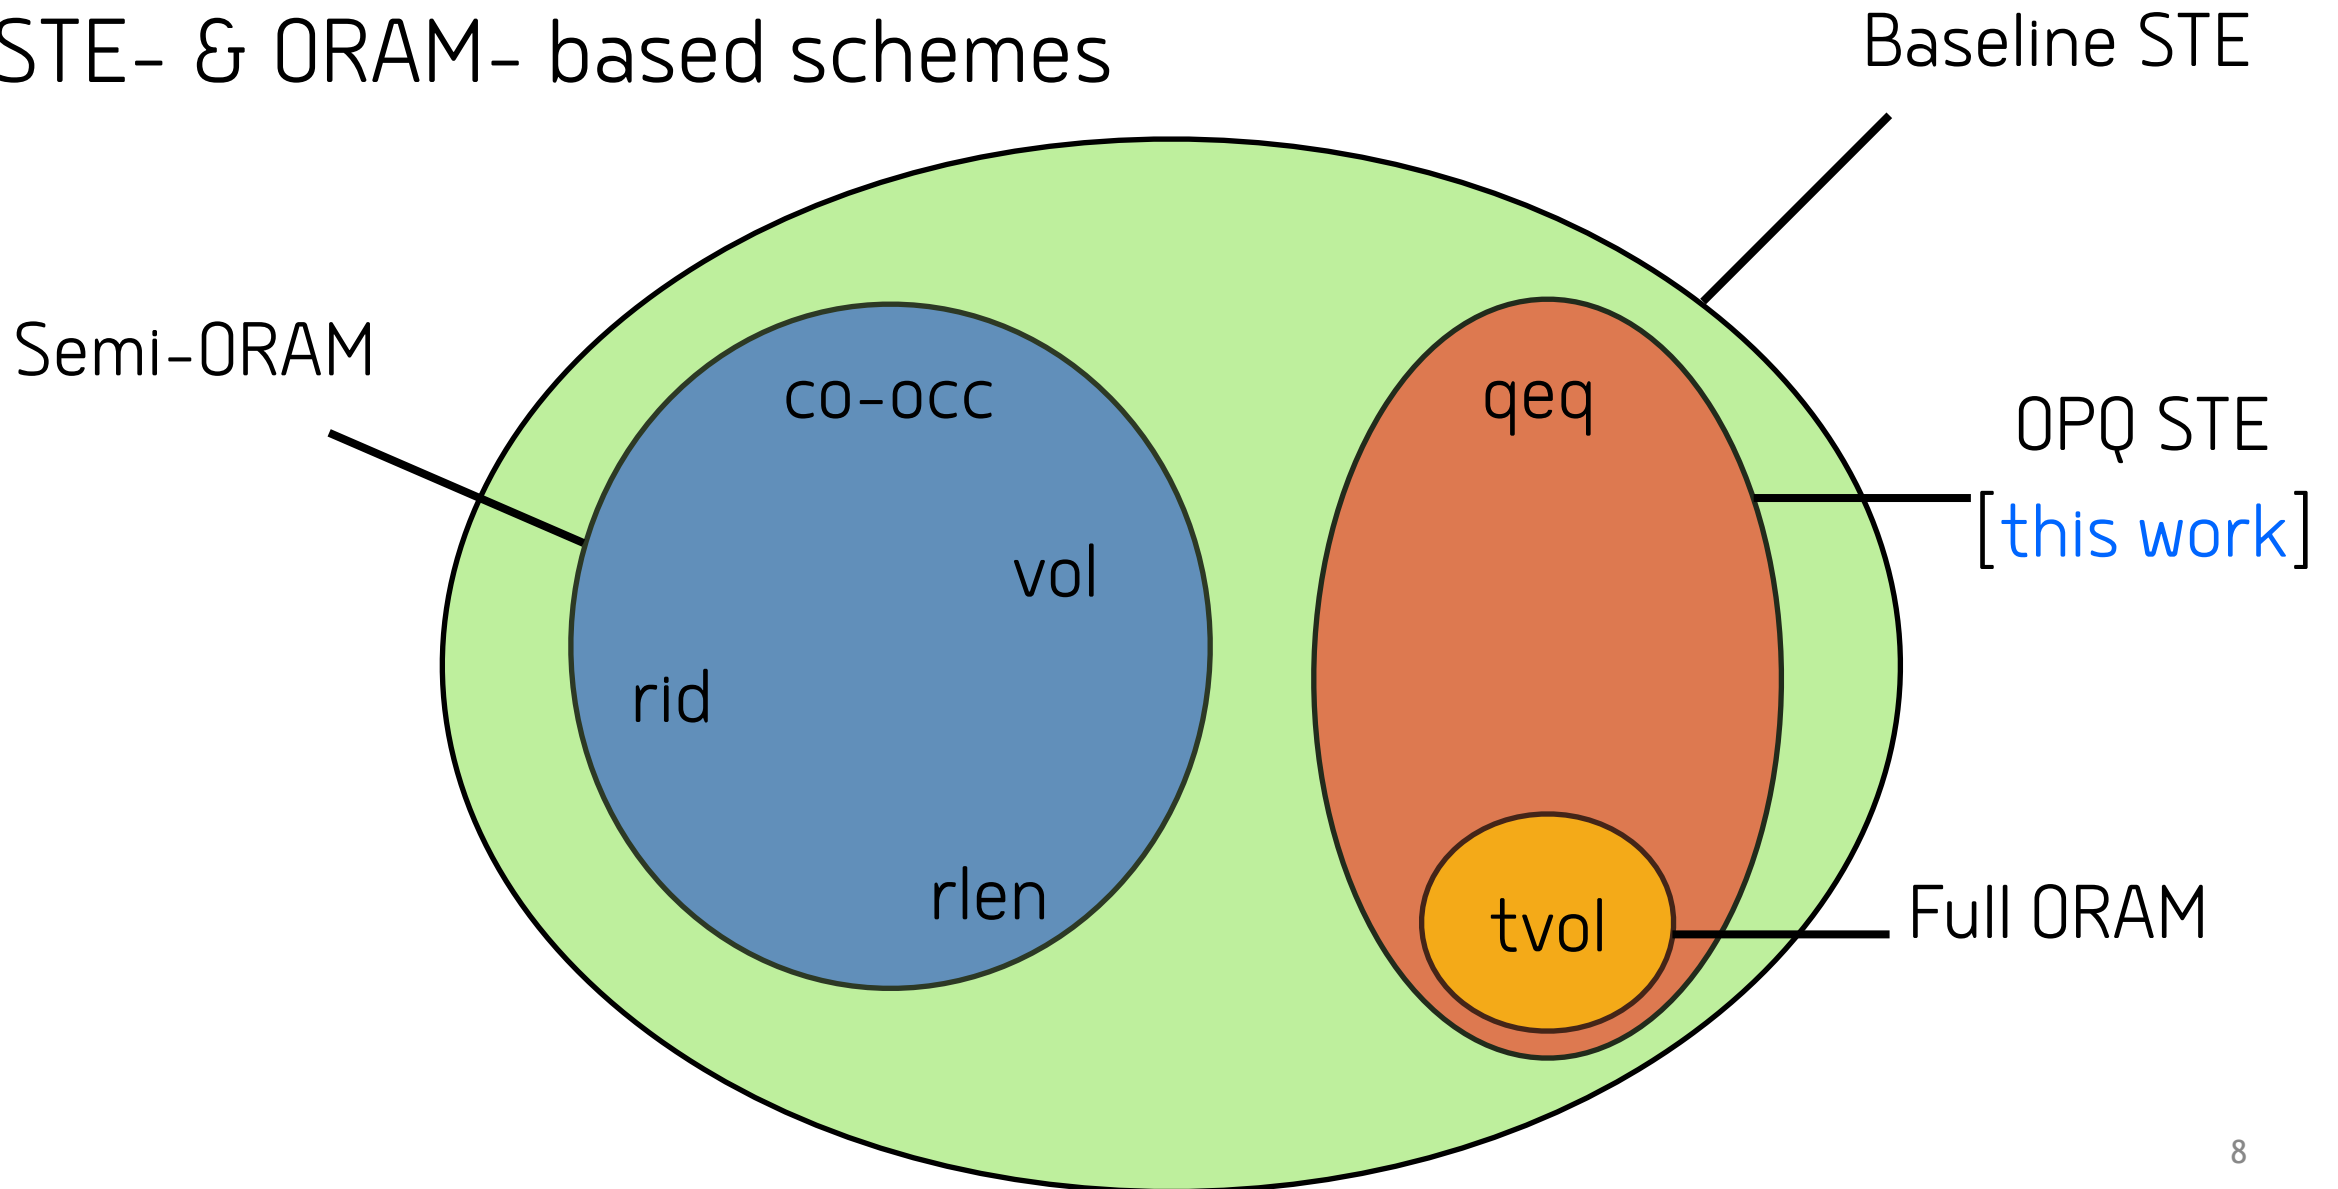 STE- & ORAM- based schemes
Baseline STE
Semi-ORAM
co-occ
qeq
OPQ STE
[this work]
vol
rid
rlen
tvol
Full ORAM
8